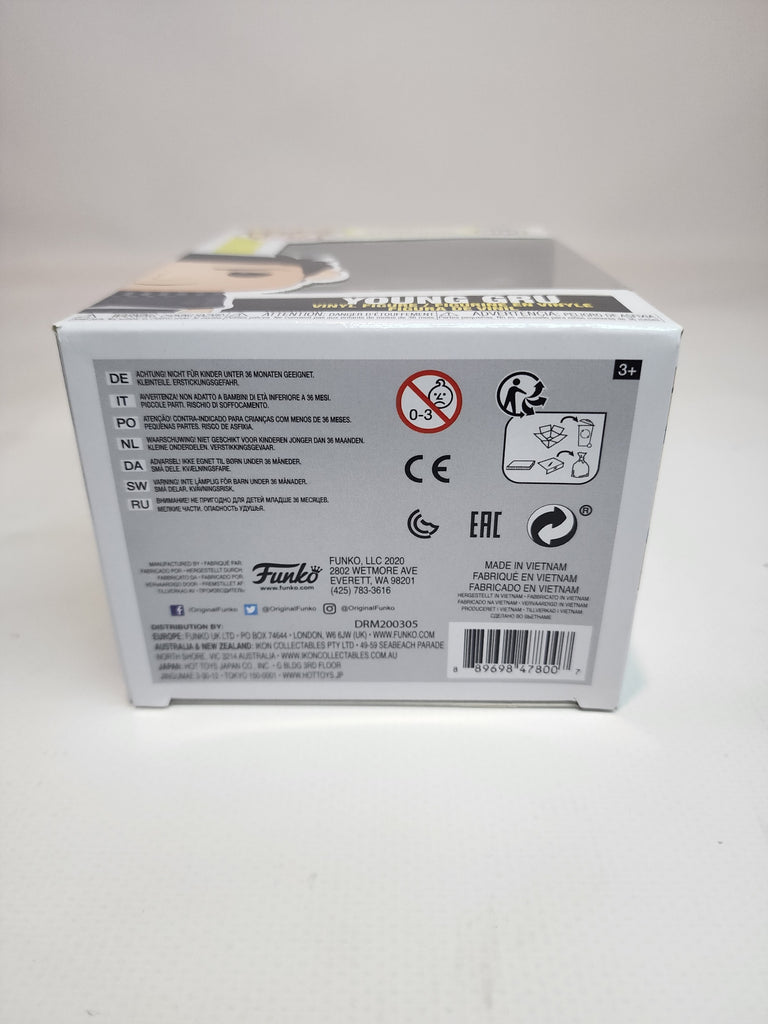 YOUNG GRU
VINYL FIGURE / FIGURINE EN VINYLE
FIGURA DE VINILO
ATTENTION: DANGER D'ÉTOUFFEMENT
ADVERTENCIA: PELIGRO DE ASFIXIA
3+
DE ACHTUNG! NICHT FÜR KINDER UNTER 36 MONATEN GEEIGNET.
KLEINTEILE. ERSTICKUNGSGEFAHR.
IT AVVERTENZA! NON ADATTO A BAMBINI DI ETÀ INFERIORE A 36 MESI.
PICCOLE PARTI. RISCHIO DI SOFFOCAMENTO.
PO ATENÇÃO! CONTRA-INDICADO PARA CRIANÇAS COM MENOS DE 36 MESES.
PEQUENAS PARTES. RISCO DE ASFIXIA.
NL WAARSCHUWING! NIET GESCHIKT VOOR KINDEREN JONGER DAN 36 MAANDEN.
KLEINE ONDERDELEN. VERSTIKKINGSGEVAAR.
DA ADVARSEL! IKKE EGNET TIL BØRN UNDER 36 MÅNEDER.
SMÅ DELE. KVÆLNINGSFARE.
SW VARNING! INTE LÄMPLIG FÖR BARN UNDER 36 MÅNADER.
SMÅ DELAR. KVÄVNINGSRISK.
RU ВНИМАНИЕ! НЕ ПРИГОДНО ДЛЯ ДЕТЕЙ МЛАДШЕ 36 МЕСЯЦЕВ.
МЕЛКИЕ ЧАСТИ. ОПАСНОСТЬ УДУШЬЯ.
0-3
CE
EAC
®
MANUFACTURED BY • FABRIQUÉ PAR:
FABRICADO POR • HERGESTELLT DURCH:
FABBRICATO DA • FABRICADO POR:
VERVAARDIGD DOOR • FREMSTILLET AF:
TILLVERKAD AV • ПРОИЗВОДИТЕЛЬ:
Funko
www.funko.com
FUNKO, LLC 2020
2802 WETMORE AVE
EVERETT, WA 98201
(425) 783-3616
MADE IN VIETNAM
FABRIQUÉ EN VIETNAM
FABRICADO EN VIETNAM
HERGESTELLT IN VIETNAM • FABBRICATO IN VIETNAM
FABRICADO NA VIETNAM • VERVAARDIGD IN VIETNAM
PRODUCERET I VIETNAM • TILLVERKAD I VIETNAM
СДЕЛАНО ВО ВЬЕТНАМЕ
/OriginalFunko @OriginalFunko @OriginalFunko
DRM200305
DISTRIBUTION BY:
EUROPE: FUNKO UK LTD • PO BOX 74644 • LONDON, W6 6JW (UK) • WWW.FUNKO.COM
AUSTRALIA & NEW ZEALAND: IKON COLLECTABLES PTY LTD • 49-59 SEABEACH PARADE
NORTH SHORE, VIC 3214 AUSTRALIA • WWW.IKONCOLLECTABLES.COM.AU
JAPAN: HOT TOYS JAPAN CO., INC. • G BLDG 3RD FLOOR
JINGUMAE 3-30-12 • TOKYO 150-0001 • WWW.HOTTOYS.JP
8 89698 47800 7